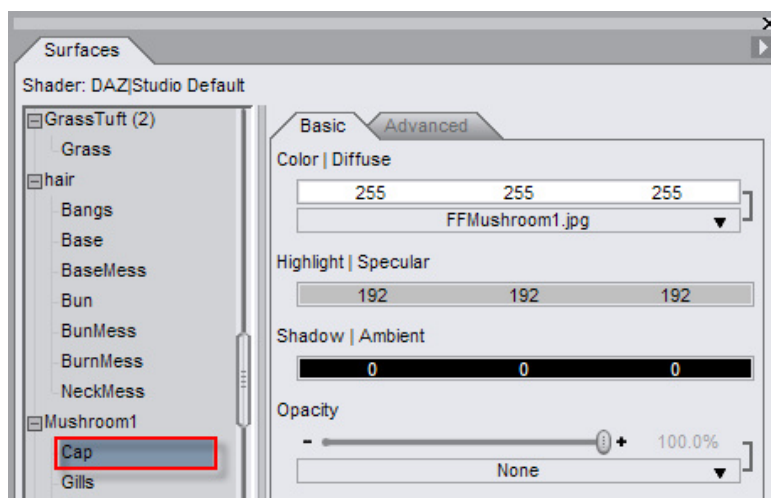 Surfaces
Shader: DAZ|Studio Default
GrassTuft (2)
Grass
hair
Bangs
Base
BaseMess
Bun
BunMess
BurnMess
NeckMess
Mushroom1
Cap
Gills
Basic Advanced
Color | Diffuse
255 255 255
FFMushroom1.jpg
Highlight | Specular
192 192 192
Shadow | Ambient
0 0 0
Opacity
- + 100.0%
None